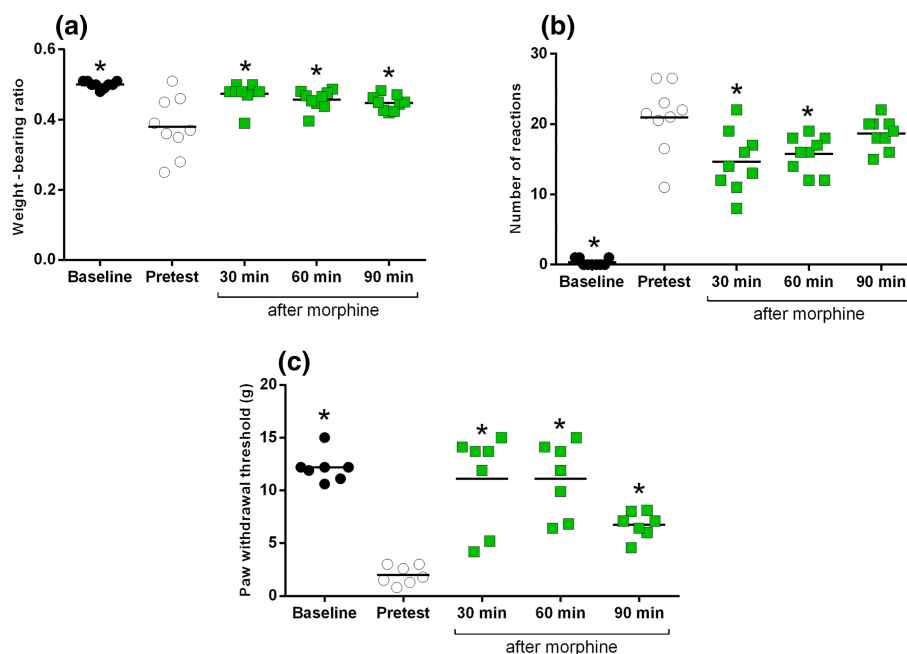 (a)
Weight -bearing ratio
0.6
0.4
0.2
0.0
*
*
*
*
Baseline Pretest 30 min 60 min 90 min
after morphine
(b)
Number of reactions
30
20
10
0
*
*
*
Baseline Pretest 30 min 60 min 90 min
after morphine
(c)
Paw withdrawal threshold (g)
20
15
10
5
0
*
*
*
*
Baseline Pretest 30 min 60 min 90 min
after morphine